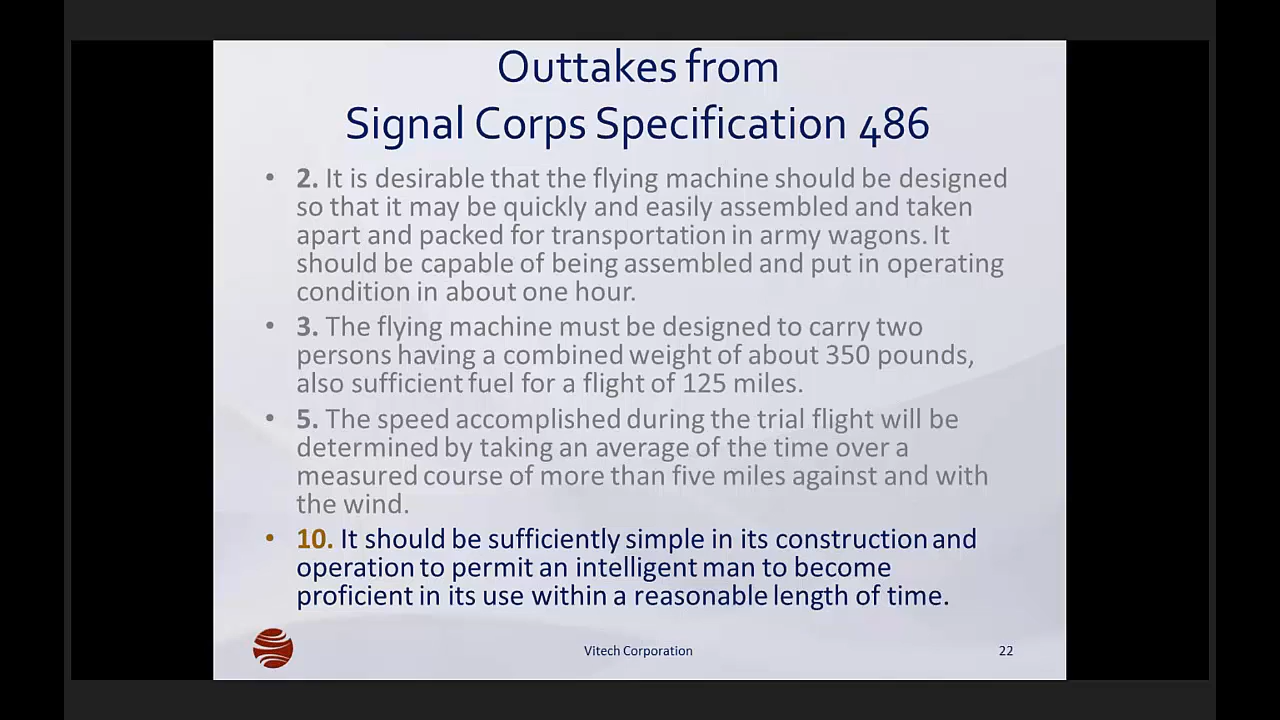 Outtakes from
Signal Corps Specification 486
• 2. It is desirable that the flying machine should be designed
so that it may be quickly and easily assembled and taken
apart and packed for transportation in army wagons. It
should be capable of being assembled and put in operating
condition in about one hour.
• 3. The flying machine must be designed to carry two
persons having a combined weight of about 350 pounds,
also sufficient fuel for a flight of 125 miles.
• 5. The speed accomplished during the trial flight will be
determined by taking an average of the time over a
measured course of more than five miles against and with
the wind.
• 10. It should be sufficiently simple in its construction and
operation to permit an intelligent man to become
proficient in its use within a reasonable length of time.
Vitech Corporation
22